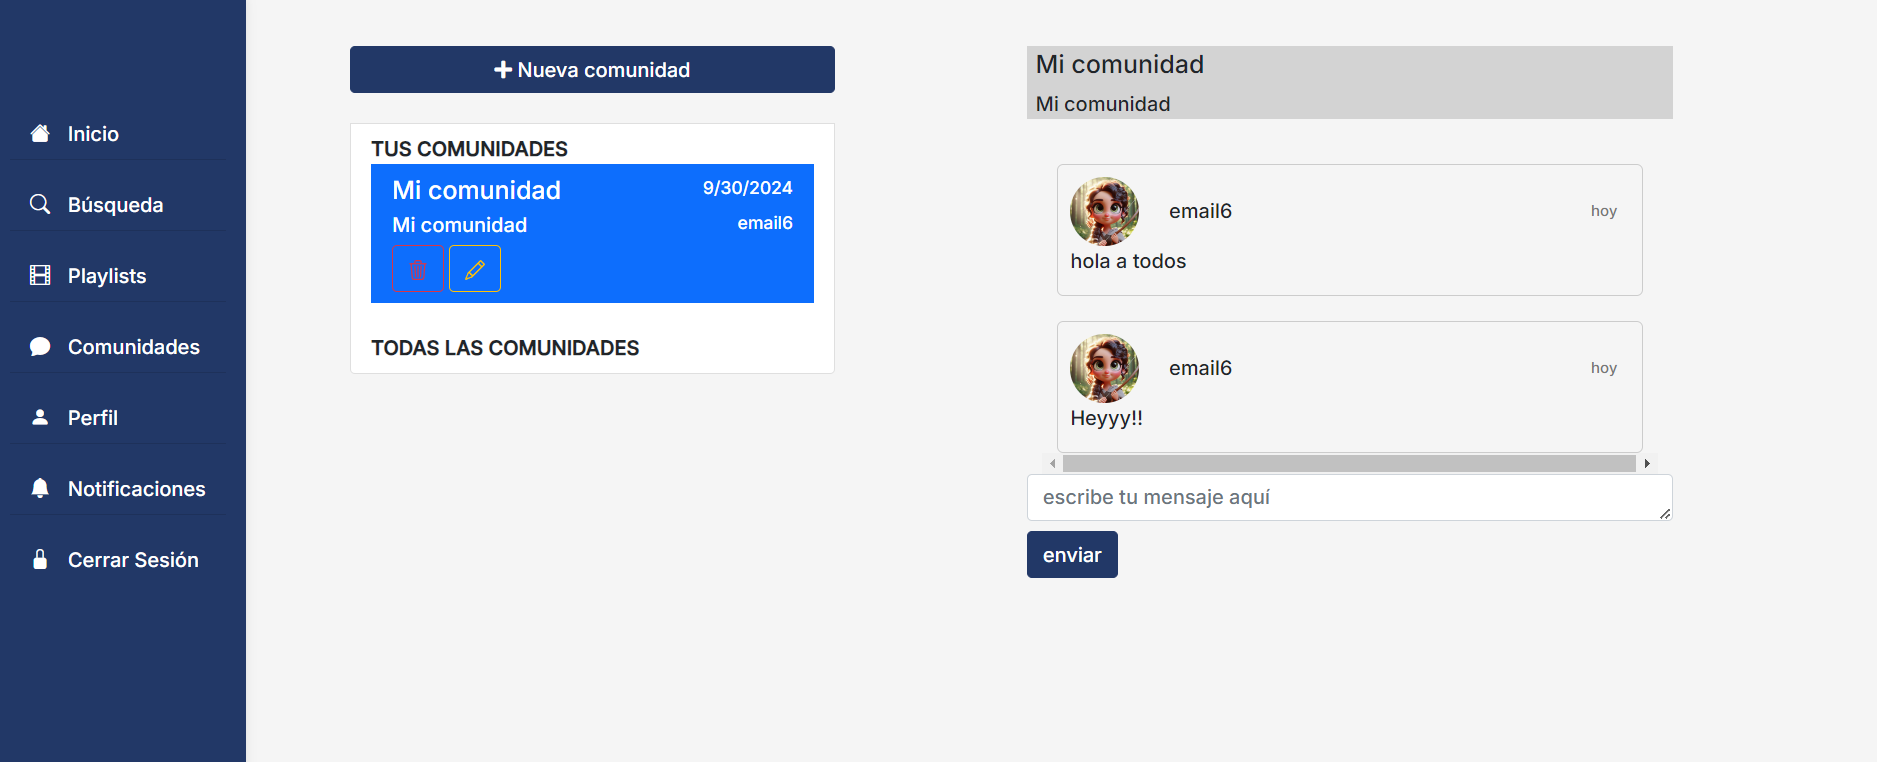 Inicio
Búsqueda
Playlists
Comunidades
Perfil
Notificaciones
Cerrar Sesión
Nueva comunidad
TUS COMUNIDADES
Mi comunidad 9/30/2024
Mi comunidad email6
TODAS LAS COMUNIDADES
Mi comunidad
Mi comunidad
email6 hoy
hola a todos
email6 hoy
Heyyy!!
escribe tu mensaje aquí
enviar